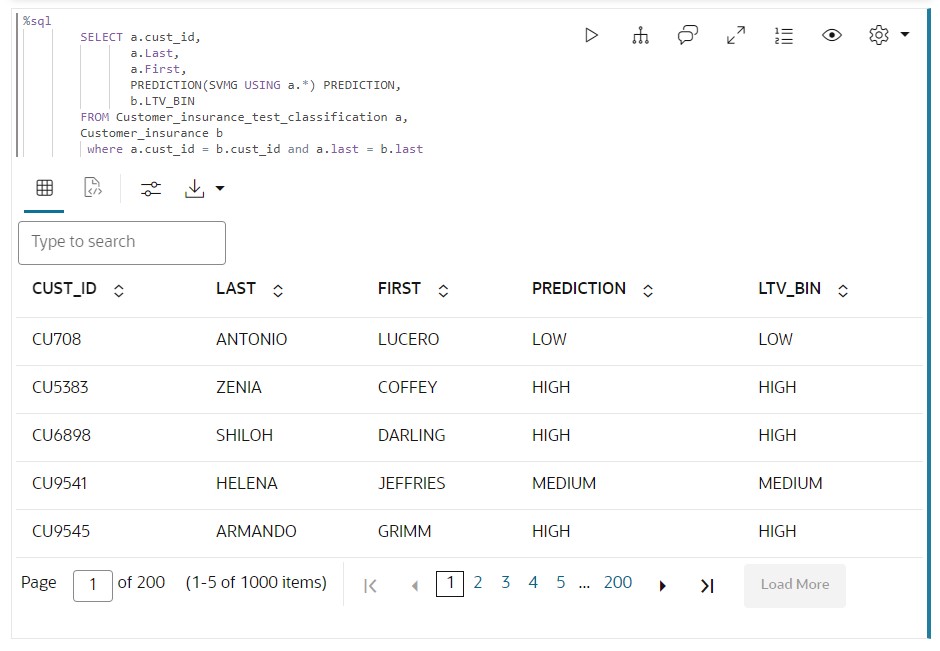 %sql
SELECT a.cust_id,
a.Last,
a.First,
PREDICTION(SVMG USING a.*) PREDICTION,
b.LTV_BIN
FROM Customer_insurance_test_classification a,
Customer_insurance b
where a.cust_id = b.cust_id and a.last = b.last
Type to search
CUST_ID LAST FIRST PREDICTION LTV_BIN
CU708 ANTONIO LUCERO LOW LOW
CU5383 ZENIA COFFEY HIGH HIGH
CU6898 SHILOH DARLING HIGH HIGH
CU9541 HELENA JEFFRIES MEDIUM MEDIUM
CU9545 ARMANDO GRIMM HIGH HIGH
Page 1 of 200 (1-5 of 1000 items) 1 2 3 4 5 ... 200 Load More